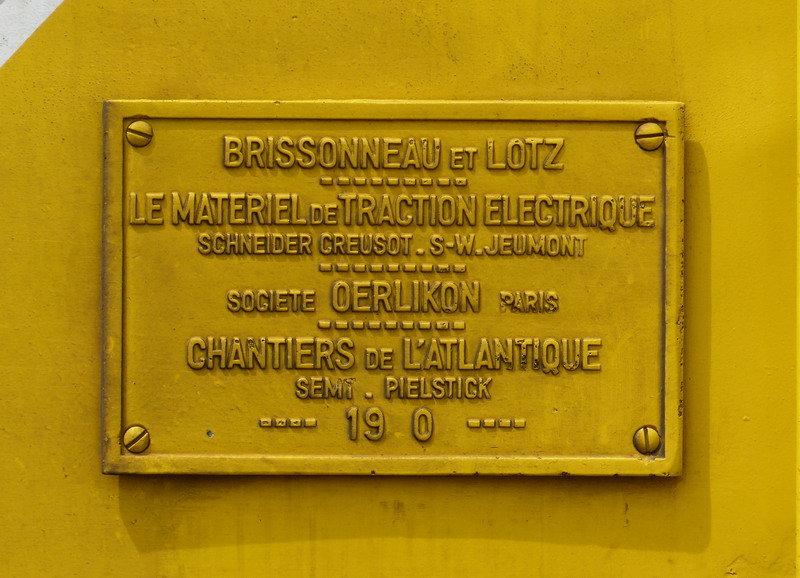 BRISSONNEAU ET LOTZ
LE MATERIEL DE TRACTION ELECTRIQUE
SCHNEIDER CREUSOT. S-W. JEUMONT
SOCIETE OERLIKON PARIS
CHANTIERS DE L'ATLANTIQUE
SEMT. PIELSTICK
19 0